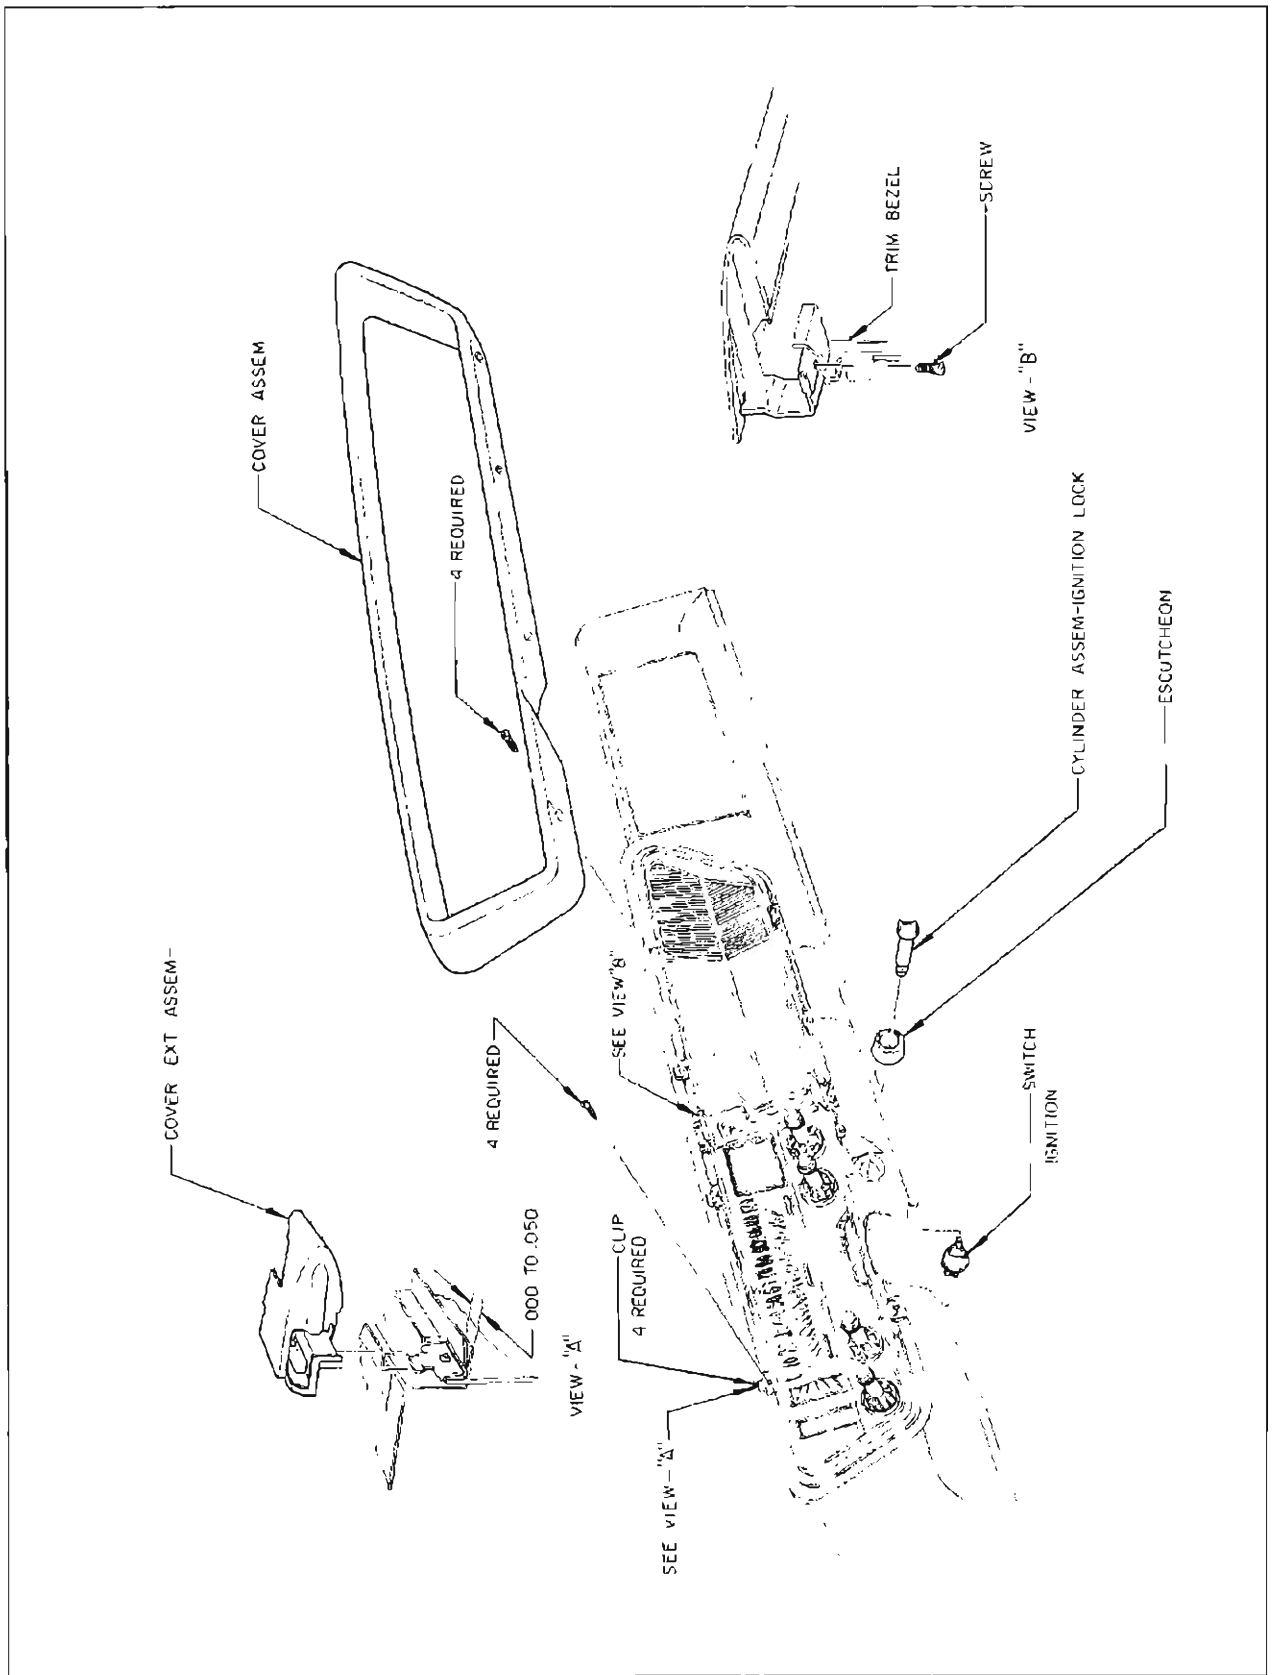 COVER EXT ASSEM-
COVER ASSEM
4 REQUIRED
4 REQUIRED
.000 TO .050
VIEW-"A"
CLIP
4 REQUIRED
SEE VIEW"B"
SEE VIEW-"A"
TRIM BEZEL
SCREW
VIEW-"B"
CYLINDER ASSEM-IGNITION LOCK
ESCUTCHEON
SWITCH
IGNITION